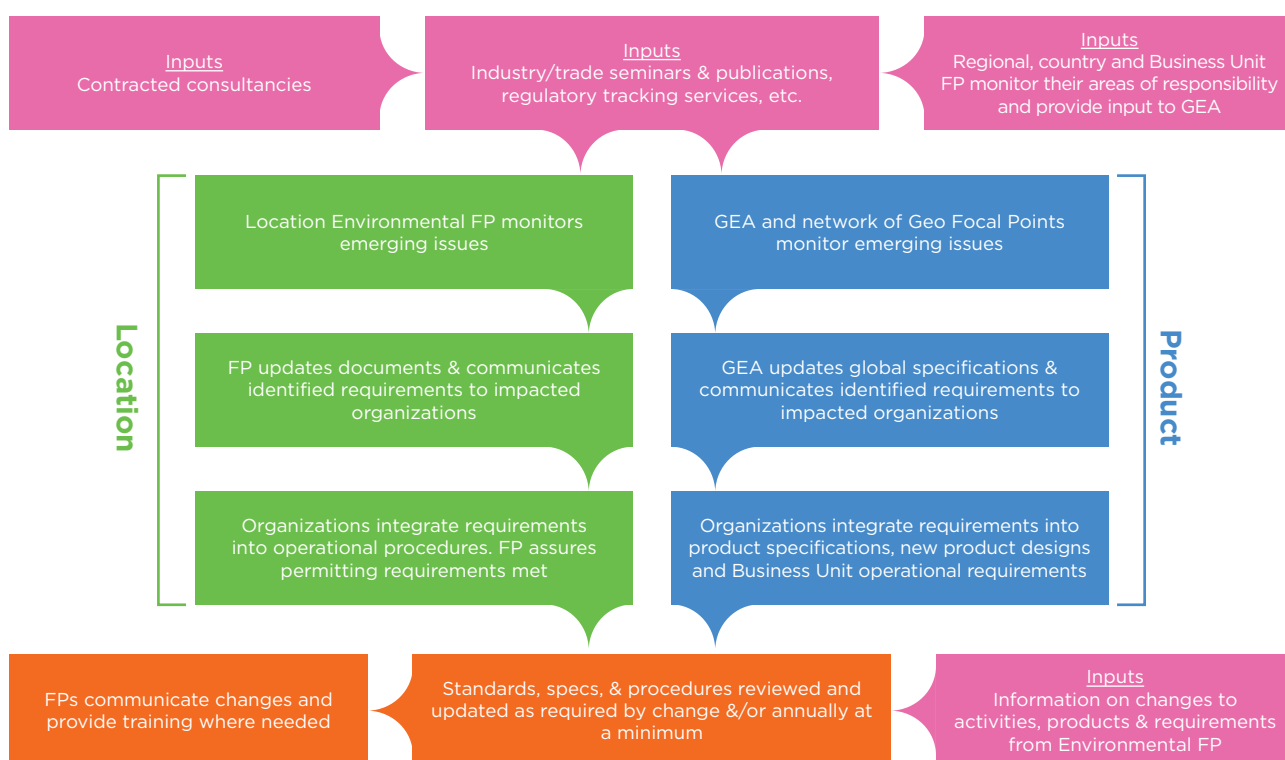 Inputs
Contracted consultancies
Inputs
Industry/trade seminars & publications,
regulatory tracking services, etc.
Inputs
Regional, country and Business Unit
FP monitor their areas of responsibility
and provide input to GEA
Location
Location Environmental FP monitors
emerging issues
GEA and network of Geo Focal Points
monitor emerging issues
Product
FP updates documents & communicates
identified requirements to impacted
organizations
GEA updates global specifications &
communicates identified requirements to
impacted organizations
Organizations integrate requirements
into operational procedures. FP assures
permitting requirements met
Organizations integrate requirements into
product specifications, new product designs
and Business Unit operational requirements
FPs communicate changes and
provide training where needed
Standards, specs, & procedures reviewed and
updated as required by change &/or annually at
a minimum
Inputs
Information on changes to
activities, products & requirements
from Environmental FP